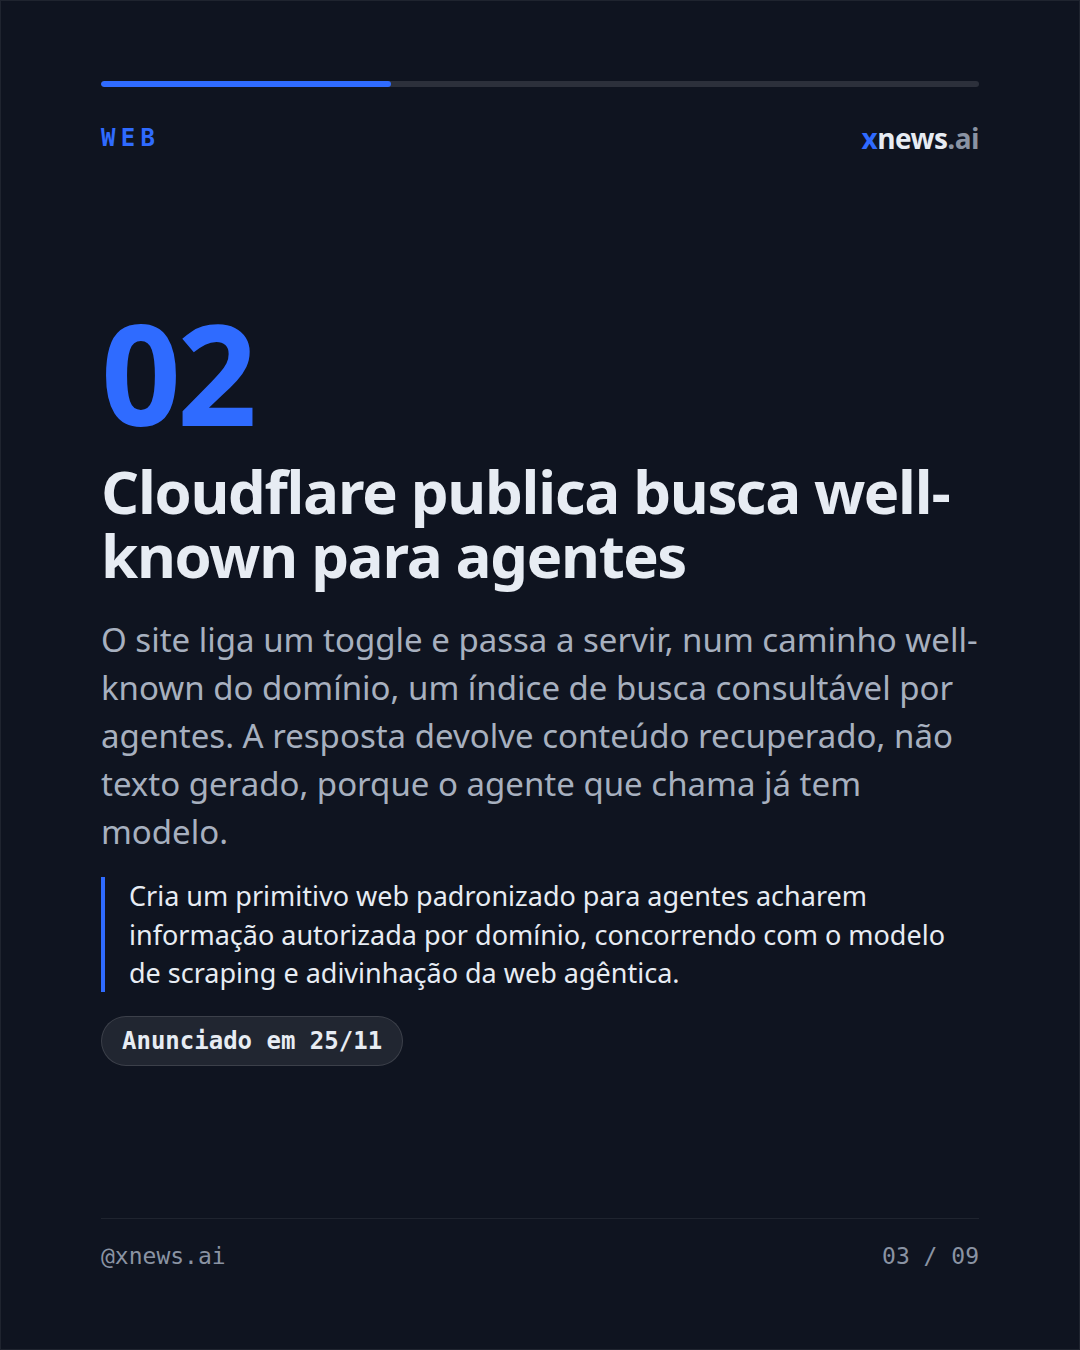 WEB
xnews.ai
02
Cloudflare publica busca well-
known para agentes
O site liga um toggle e passa a servir, num caminho well-
known do domínio, um índice de busca consultável por
agentes. A resposta devolve conteúdo recuperado, não
texto gerado, porque o agente que chama já tem
modelo.
Cria um primitivo web padronizado para agentes acharem
informação autorizada por domínio, concorrendo com o modelo
de scraping e adivinhação da web agêntica.
Anunciado em 25/11
@xnews.ai
03 / 09